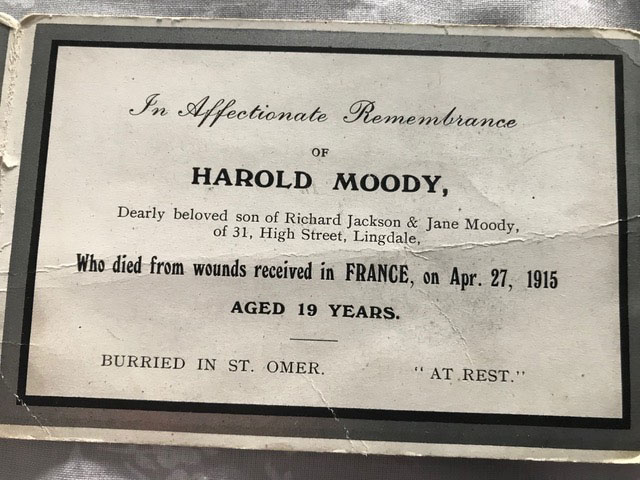 In Affectionate Remembrance
OF
HAROLD MOODY,
Dearly beloved son of Richard Jackson & Jane Moody,
of 31, High Street, Lingdale,
Who died from wounds received in FRANCE, on Apr. 27, 1915
AGED 19 YEARS.
BURRIED IN ST. OMER. "AT REST."